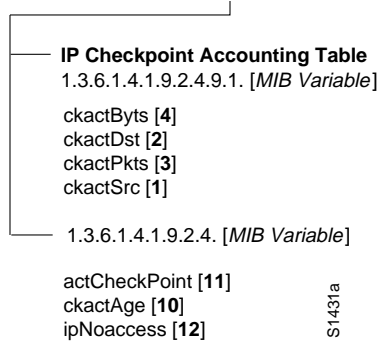 IP Checkpoint Accounting Table
1.3.6.1.4.1.9.2.4.9.1. [MIB Variable]
ckactByts [4]
ckactDst [2]
ckactPkts [3]
ckactSrc [1]
1.3.6.1.4.1.9.2.4. [MIB Variable]
actCheckPoint [11]
ckactAge [10]
ipNoaccess [12]
S1431a